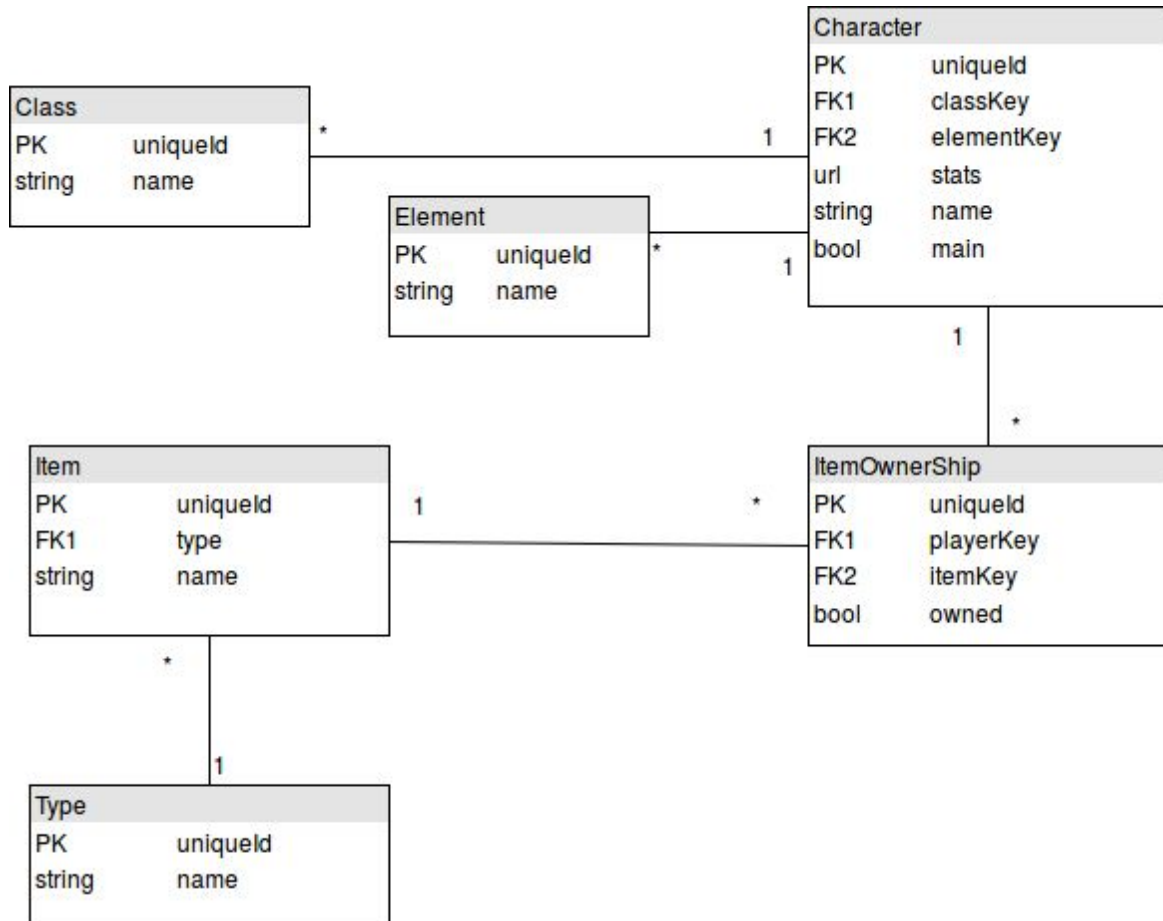 Character
PK uniqueId
FK1 classKey
FK2 elementKey
url stats
string name
bool main
Class
PK uniqueId
string name
*
1
Element
PK uniqueId
string name
*
1
1
*
Item
PK uniqueId
FK1 type
string name
1
*
ItemOwnerShip
PK uniqueId
FK1 playerKey
FK2 itemKey
bool owned
*
1
Type
PK uniqueId
string name